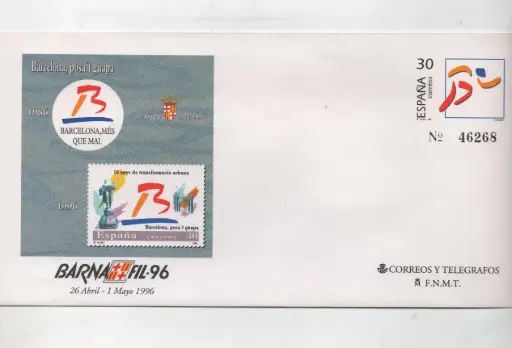 Barcelona, posa't guapa
1986
B
BARCELONA, MÉS
QUE MAI.
1996
10 anys de transformació urbana
B
Barcelona, posa't guapa
España CORREOS 30
BARNAFIL-96
26 Abril - 1 Mayo 1996
30
ESPAÑA
correos
Nº 46268
CORREOS Y TELEGRAFOS
F.N.M.T.